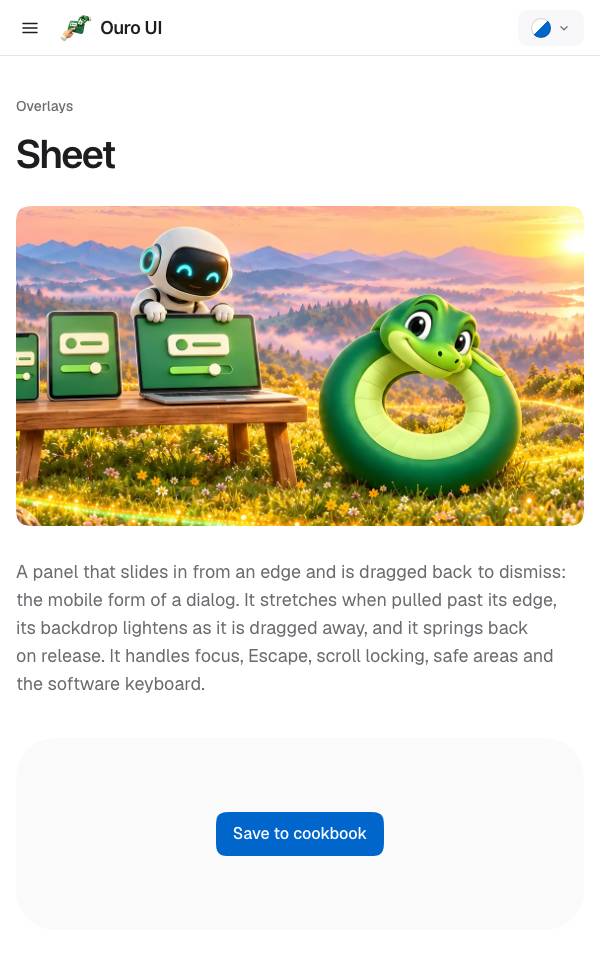 Ouro UI
Overlays
Sheet
A panel that slides in from an edge and is dragged back to dismiss:
the mobile form of a dialog. It stretches when pulled past its edge,
its backdrop lightens as it is dragged away, and it springs back
on release. It handles focus, Escape, scroll locking, safe areas and
the software keyboard.
Save to cookbook